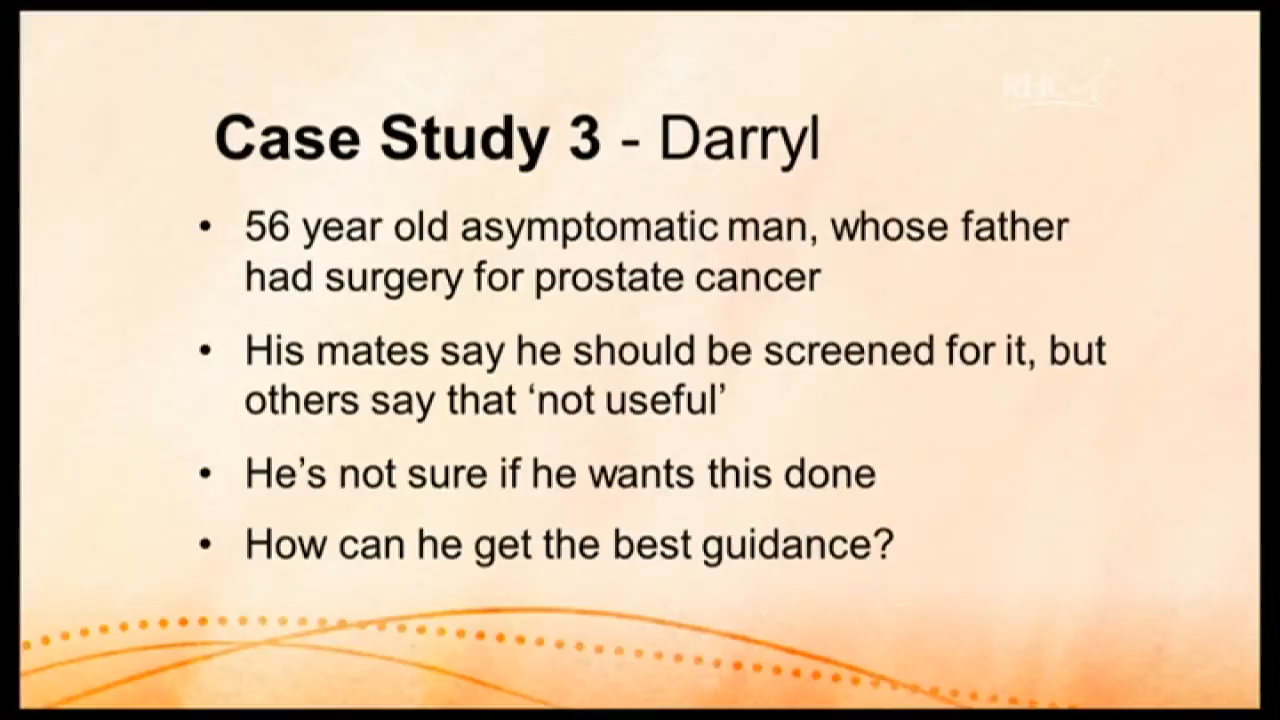 Case Study 3 - Darryl
• 56 year old asymptomatic man, whose father
had surgery for prostate cancer
• His mates say he should be screened for it, but
others say that ‘not useful’
• He’s not sure if he wants this done
• How can he get the best guidance?